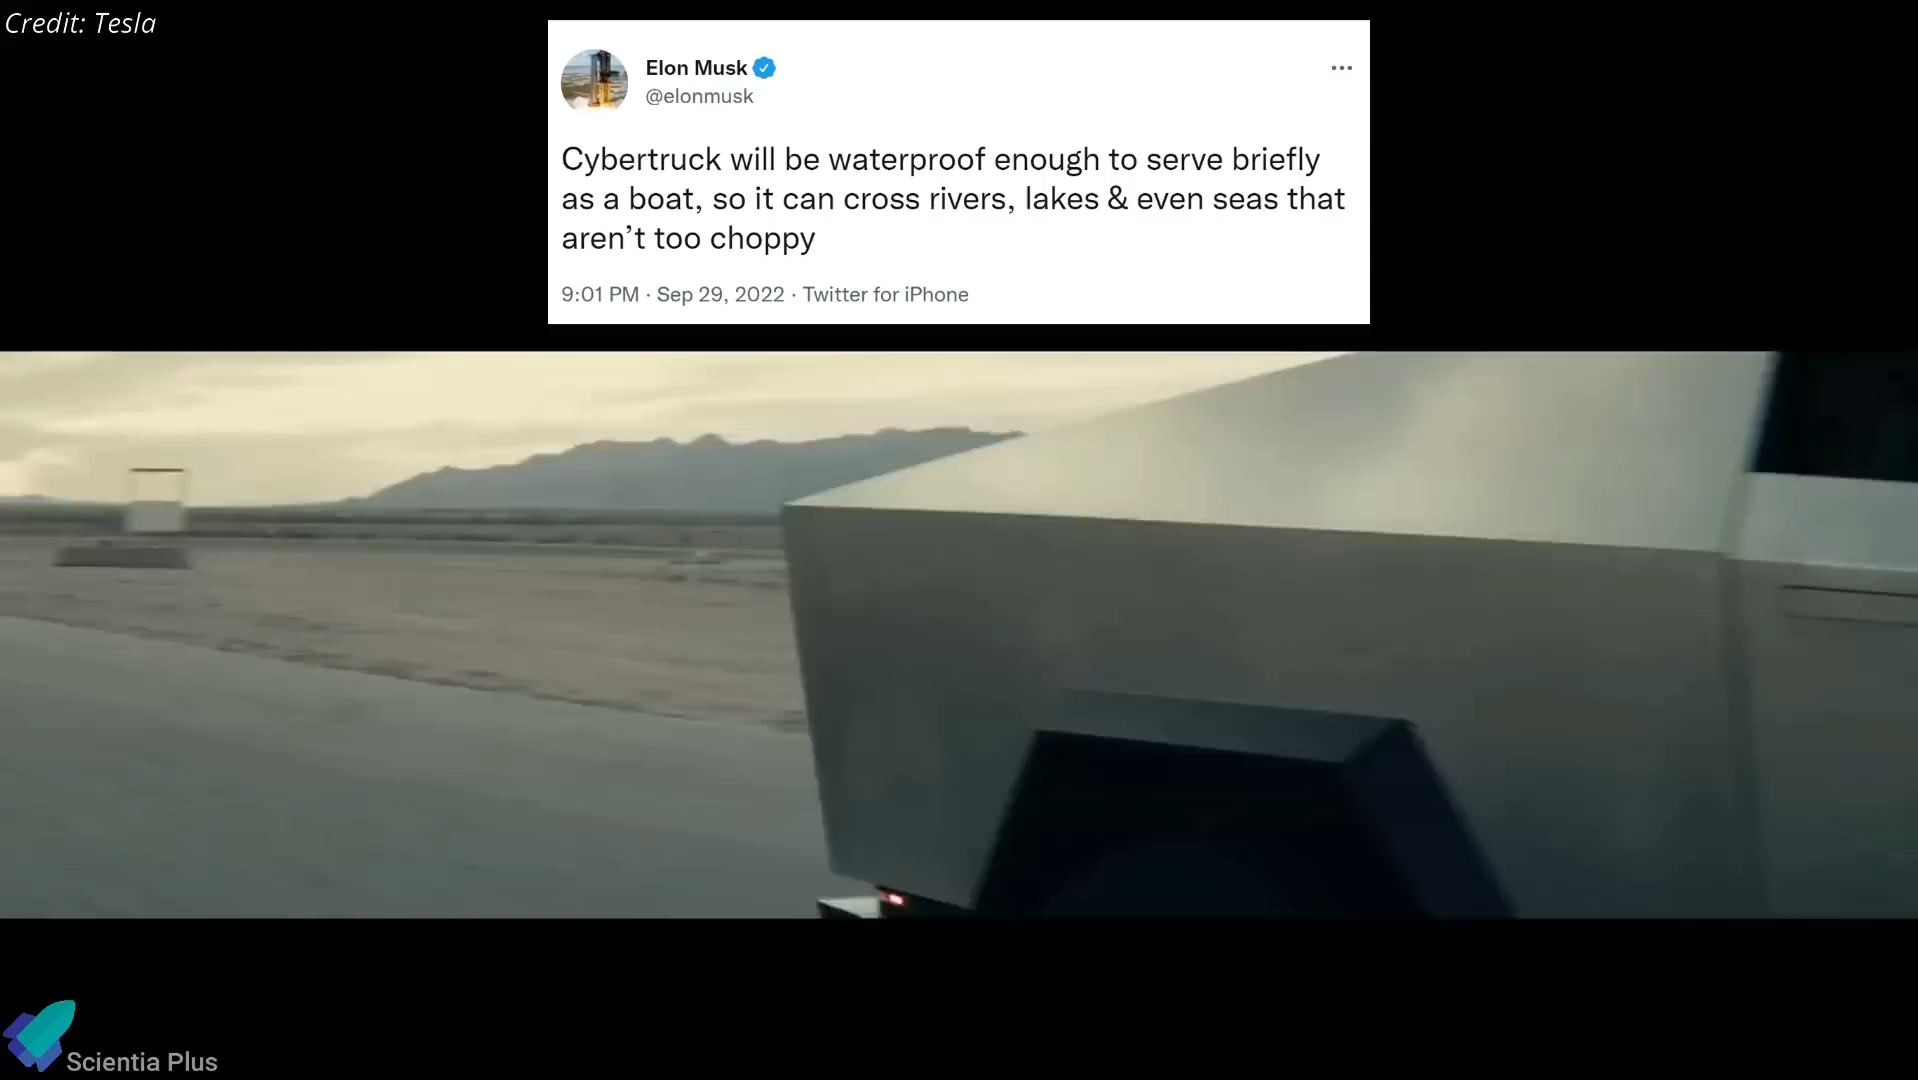 Credit: Tesla
Elon Musk
@elonmusk
Cybertruck will be waterproof enough to serve briefly
as a boat, so it can cross rivers, lakes & even seas that
aren’t too choppy
9:01 PM · Sep 29, 2022 · Twitter for iPhone
Scientia Plus